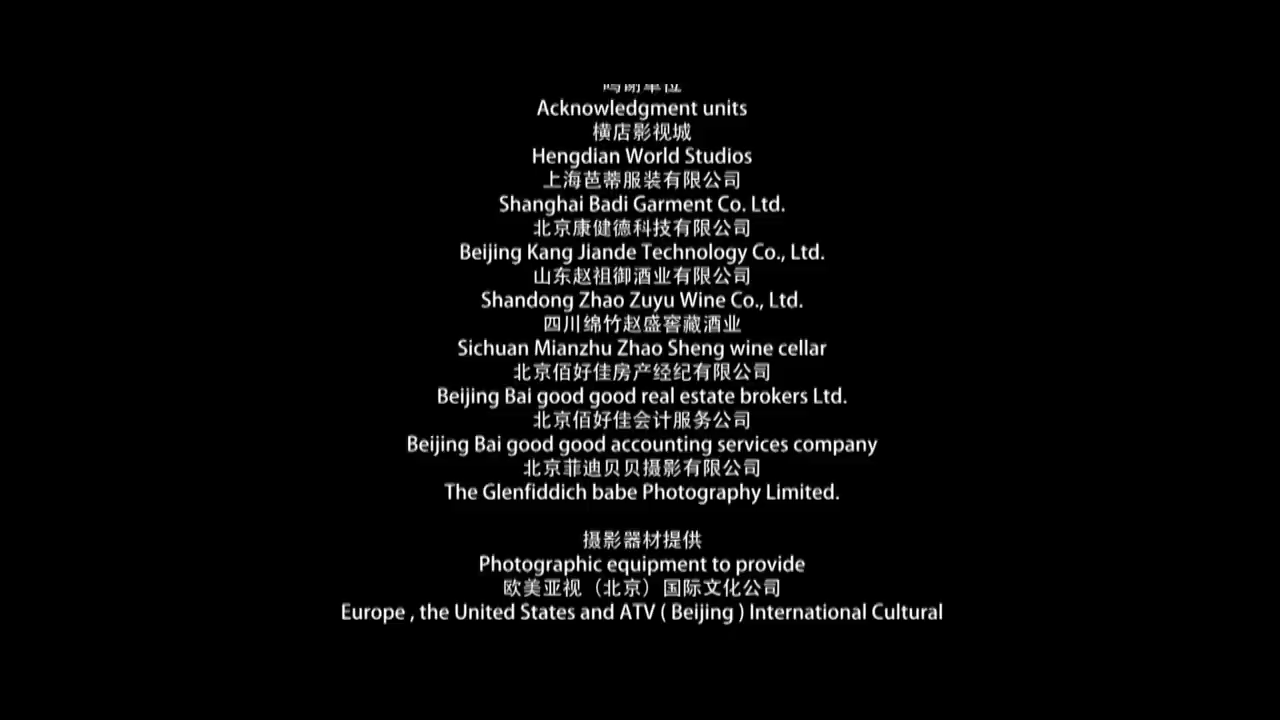 鸣谢单位
Acknowledgment units
横店影视城
Hengdian World Studios
上海芭蒂服装有限公司
Shanghai Badi Garment Co. Ltd.
北京康健德科技有限公司
Beijing Kang Jiande Technology Co., Ltd.
山东赵祖御酒业有限公司
Shandong Zhao Zuyu Wine Co., Ltd.
四川绵竹赵盛窖藏酒业
Sichuan Mianzhu Zhao Sheng wine cellar
北京佰好佳房产经纪有限公司
Beijing Bai good good real estate brokers Ltd.
北京佰好佳会计服务公司
Beijing Bai good good accounting services company
北京菲迪贝贝摄影有限公司
The Glenfiddich babe Photography Limited.
摄影器材提供
Photographic equipment to provide
欧美亚视（北京）国际文化公司
Europe , the United States and ATV ( Beijing ) International Cultural